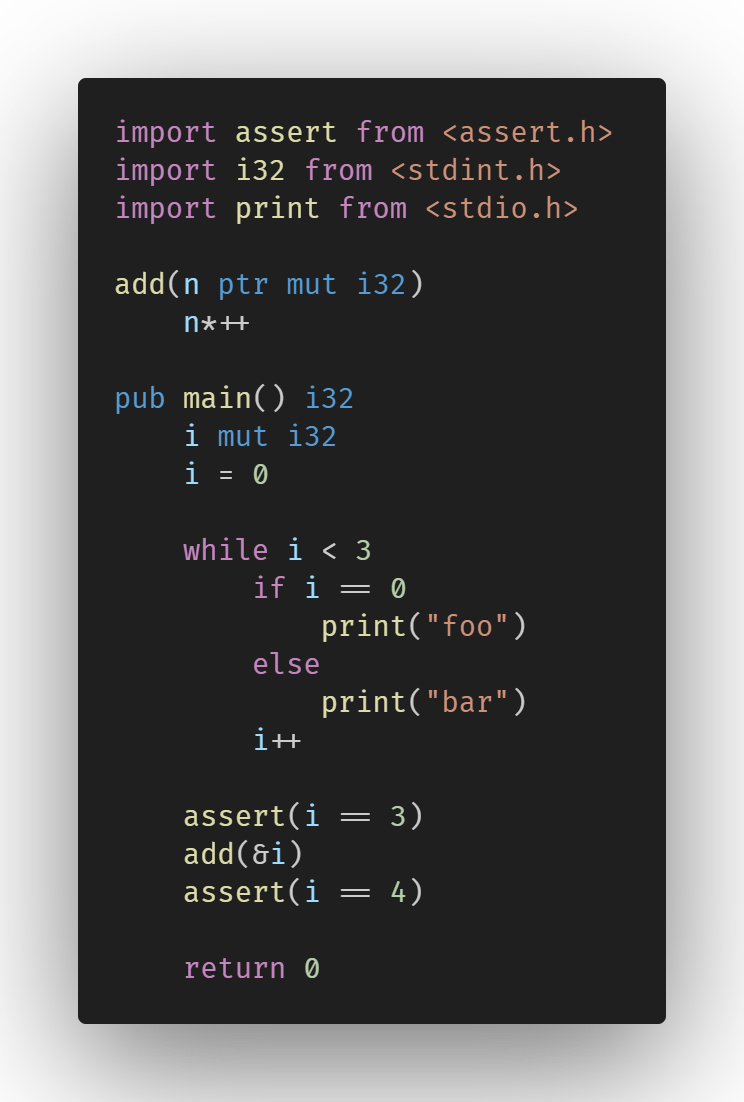 import assert from <assert.h>
import i32 from <stdint.h>
import print from <stdio.h>

add(n ptr mut i32)
    n*++

pub main() i32
    i mut i32
    i = 0

    while i < 3
        if i == 0
            print("foo")
        else
            print("bar")
        i++

    assert(i == 3)
    add(&i)
    assert(i == 4)

    return 0